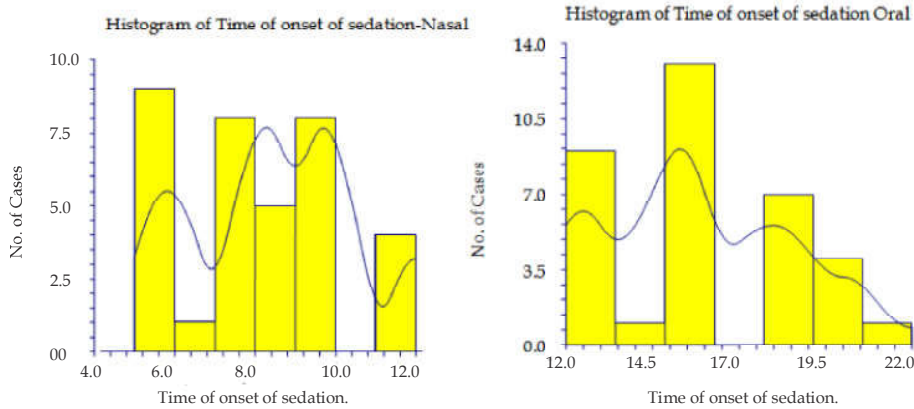 Histogram of Time of onset of sedation-Nasal
10.0
7.5
5.0
2.5
00
No. of Cases
4.0 6.0 8.0 10.0 12.0
Time of onset of sedation.
Histogram of Time of onset of sedation Oral
14.0
10.5
7.0
3.5
0.0
No. of Cases
12.0 14.5 17.0 19.5 22.0
Time of onset of sedation.